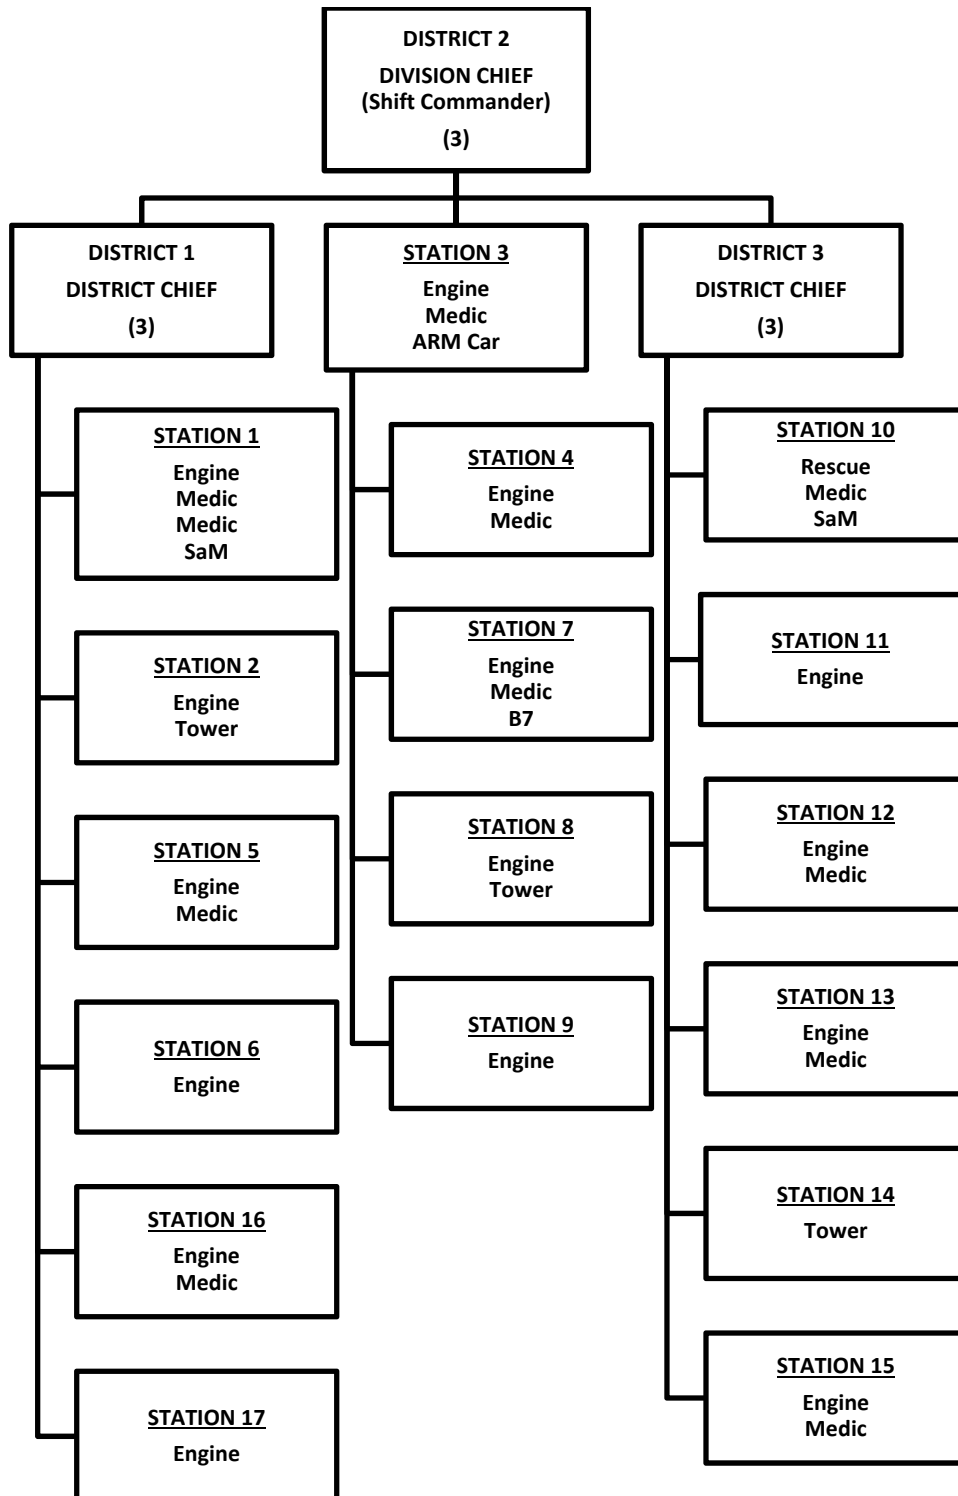 DISTRICT 2
DIVISION CHIEF
(Shift Commander)
(3)
DISTRICT 1
DISTRICT CHIEF
(3)
STATION 3
Engine
Medic
ARM Car
DISTRICT 3
DISTRICT CHIEF
(3)
STATION 1
Engine
Medic
Medic
SaM
STATION 2
Engine
Tower
STATION 5
Engine
Medic
STATION 6
Engine
STATION 16
Engine
Medic
STATION 17
Engine
STATION 4
Engine
Medic
STATION 7
Engine
Medic
B7
STATION 8
Engine
Tower
STATION 9
Engine
STATION 10
Rescue
Medic
SaM
STATION 11
Engine
STATION 12
Engine
Medic
STATION 13
Engine
Medic
STATION 14
Tower
STATION 15
Engine
Medic